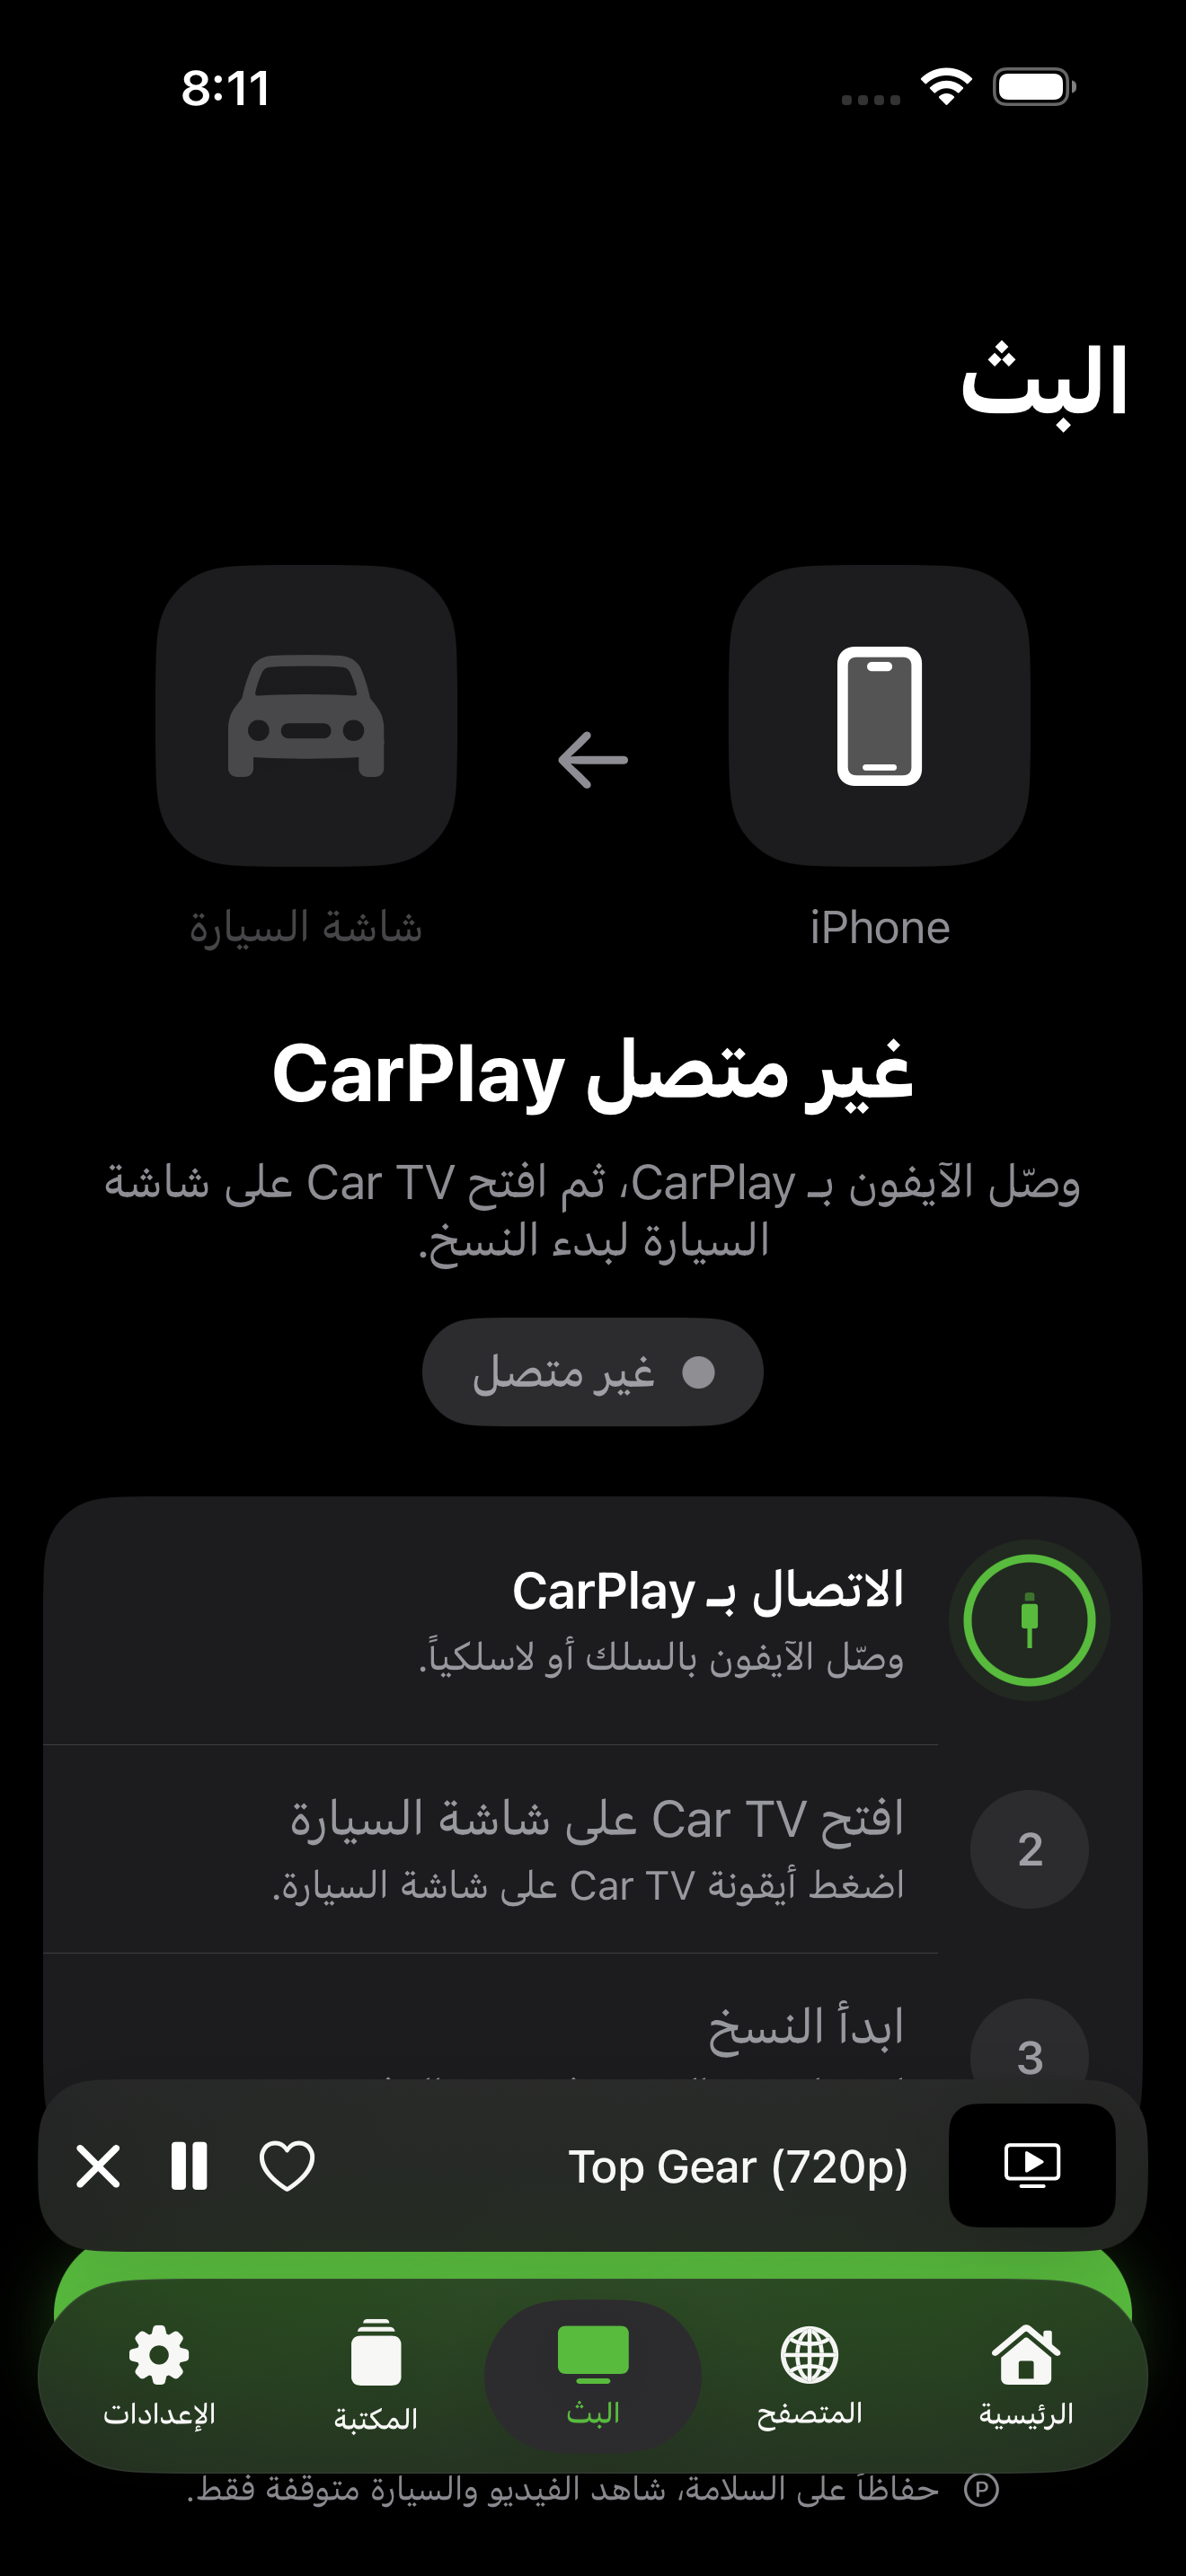 8:11
البث
iPhone
شاشة السيارة
غير متصل CarPlay
وصّل الآيفون بـ CarPlay، ثم افتح Car TV على شاشة
السيارة لبدء النسخ.
غير متصل
الاتصال بـ CarPlay
وصّل الآيفون بالسلك أو لاسلكياً.
2
افتح Car TV على شاشة السيارة
اضغط أيقونة Car TV على شاشة السيارة.
3
ابدأ النسخ
Top Gear (720p)
الرئيسية
المتصفح
البث
المكتبة
الإعدادات
P حفاظاً على السلامة، شاهد الفيديو والسيارة متوقفة فقط.